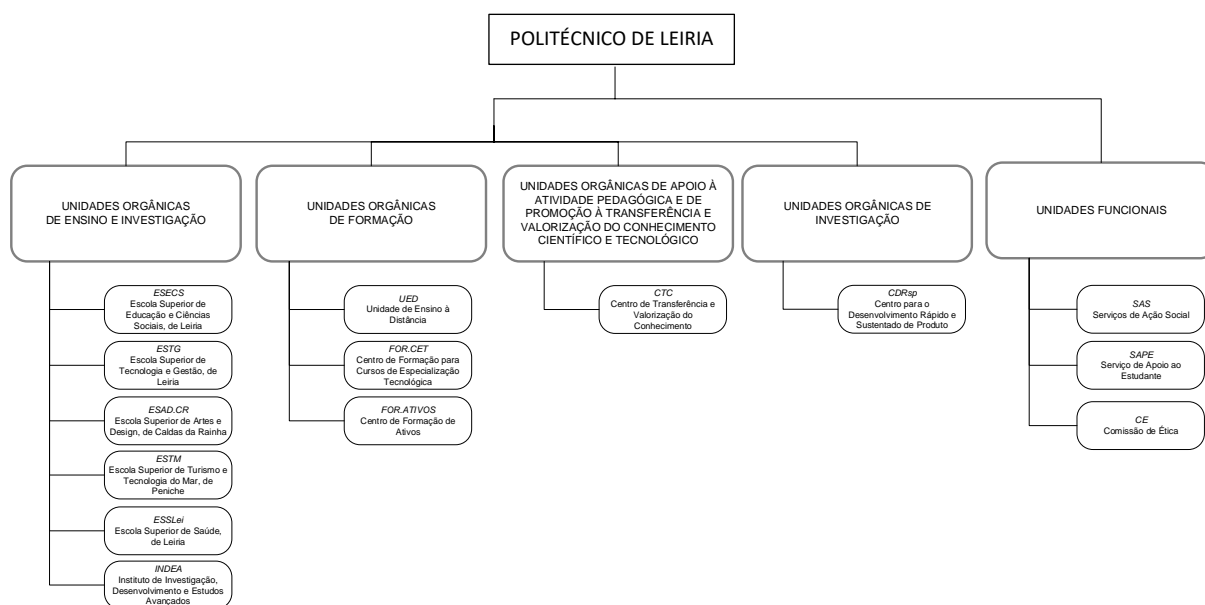 POLITÉCNICO DE LEIRIA
UNIDADES ORGÂNICAS
DE ENSINO E INVESTIGAÇÃO
UNIDADES ORGÂNICAS
DE FORMAÇÃO
UNIDADES ORGÂNICAS DE APOIO À
ATIVIDADE PEDAGÓGICA E DE
PROMOÇÃO À TRANSFERÊNCIA E
VALORIZAÇÃO DO CONHECIMENTO
CIENTÍFICO E TECNOLÓGICO
UNIDADES ORGÂNICAS DE
INVESTIGAÇÃO
UNIDADES FUNCIONAIS
ESECS
Escola Superior de
Educação e Ciências
Sociais, de Leiria
ESTG
Escola Superior de
Tecnologia e Gestão, de
Leiria
ESAD.CR
Escola Superior de Artes e
Design, de Caldas da Rainha
ESTM
Escola Superior de Turismo e
Tecnologia do Mar, de
Peniche
ESSLei
Escola Superior de Saúde,
de Leiria
INDEA
Instituto de Investigação,
Desenvolvimento e Estudos
Avançados
UED
Unidade de Ensino à
Distância
FOR.CET
Centro de Formação para
Cursos de Especialização
Tecnológica
FOR.ATIVOS
Centro de Formação de
Ativos
CTC
Centro de Transferência e
Valorização do
Conhecimento
CDRsp
Centro para o
Desenvolvimento Rápido e
Sustentado de Produto
SAS
Serviços de Ação Social
SAPE
Serviço de Apoio ao
Estudante
CE
Comissão de Ética